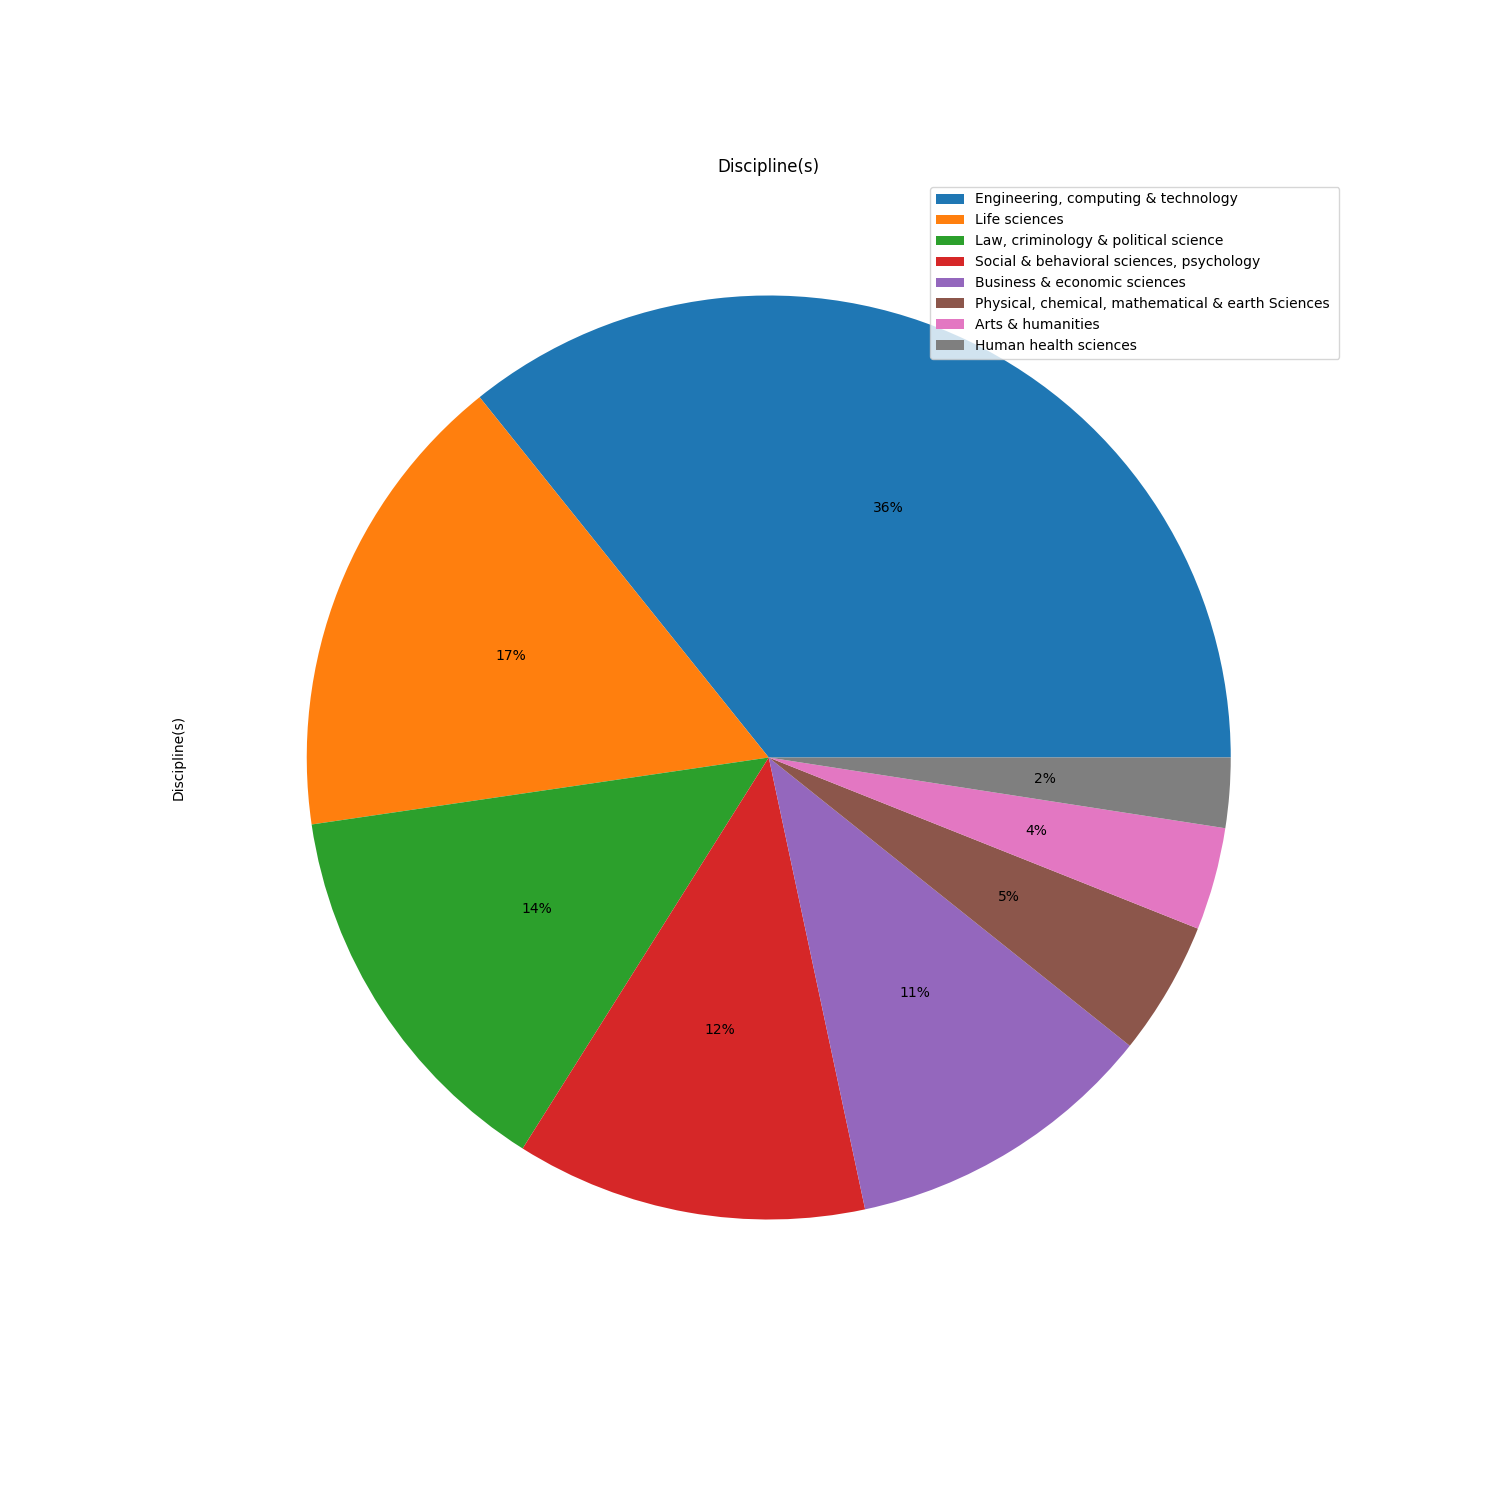 Discipline(s)
Engineering, computing & technology
Life sciences
Law, criminology & political science
Social & behavioral sciences, psychology
Business & economic sciences
Physical, chemical, mathematical & earth Sciences
Arts & humanities
Human health sciences
36%
17%
14%
12%
11%
5%
4%
2%
Discipline(s)